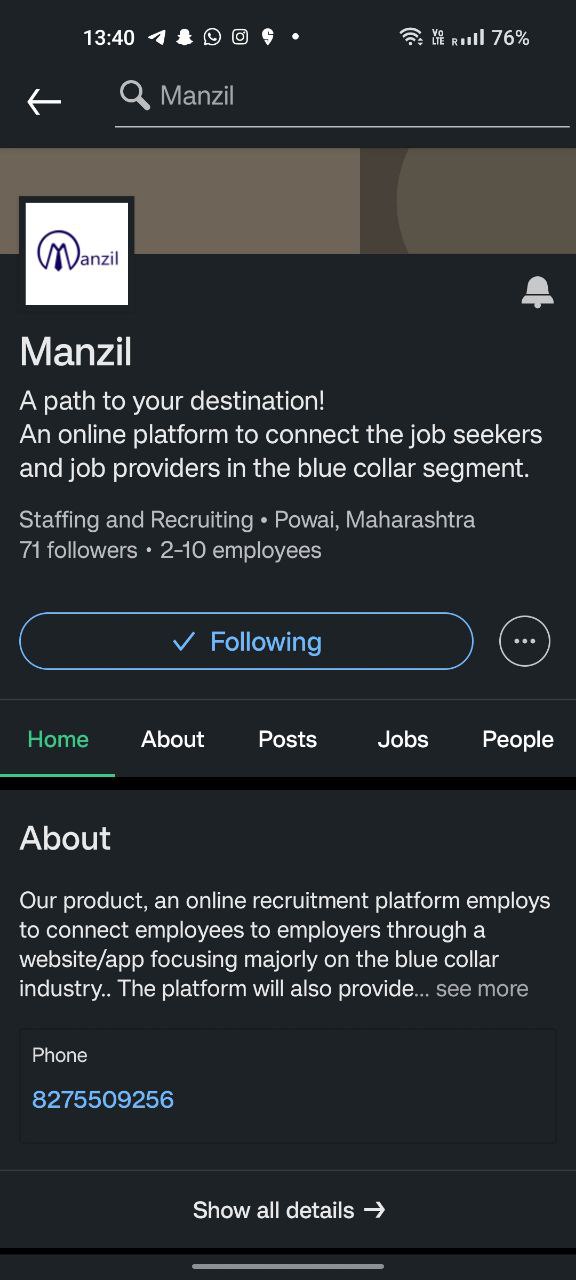 13:40
Vo
LTE
R
76%
Manzil
Manzil
Manzil
A path to your destination!
An online platform to connect the job seekers
and job providers in the blue collar segment.
Staffing and Recruiting • Powai, Maharashtra
71 followers • 2-10 employees
✓ Following
Home About Posts Jobs People
About
Our product, an online recruitment platform employs
to connect employees to employers through a
website/app focusing majorly on the blue collar
industry.. The platform will also provide... see more
Phone
8275509256
Show all details →